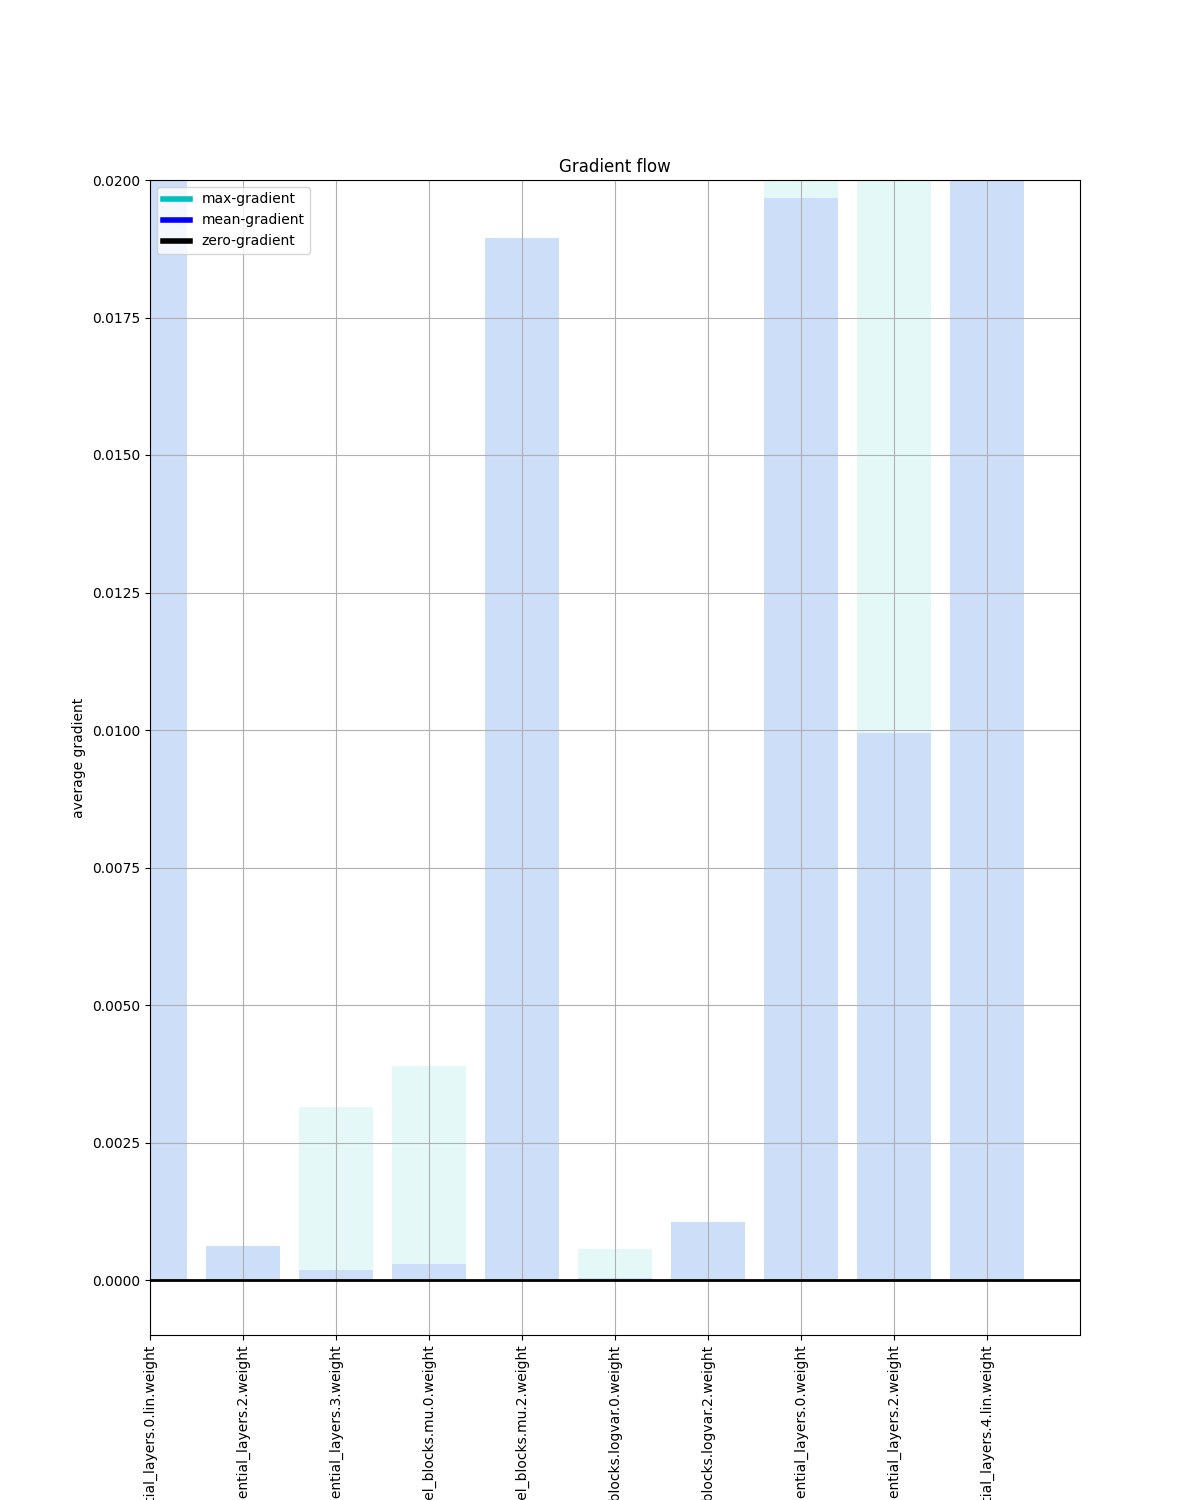 Gradient flow
max-gradient
mean-gradient
zero-gradient
average gradient
0.0200
0.0175
0.0150
0.0125
0.0100
0.0075
0.0050
0.0025
0.0000
tial_layers.0.lin.weight
ential_layers.2.weight
ential_layers.3.weight
el_blocks.mu.0.weight
el_blocks.mu.2.weight
blocks.logvar.0.weight
blocks.logvar.2.weight
ential_layers.0.weight
ential_layers.2.weight
tial_layers.4.lin.weight